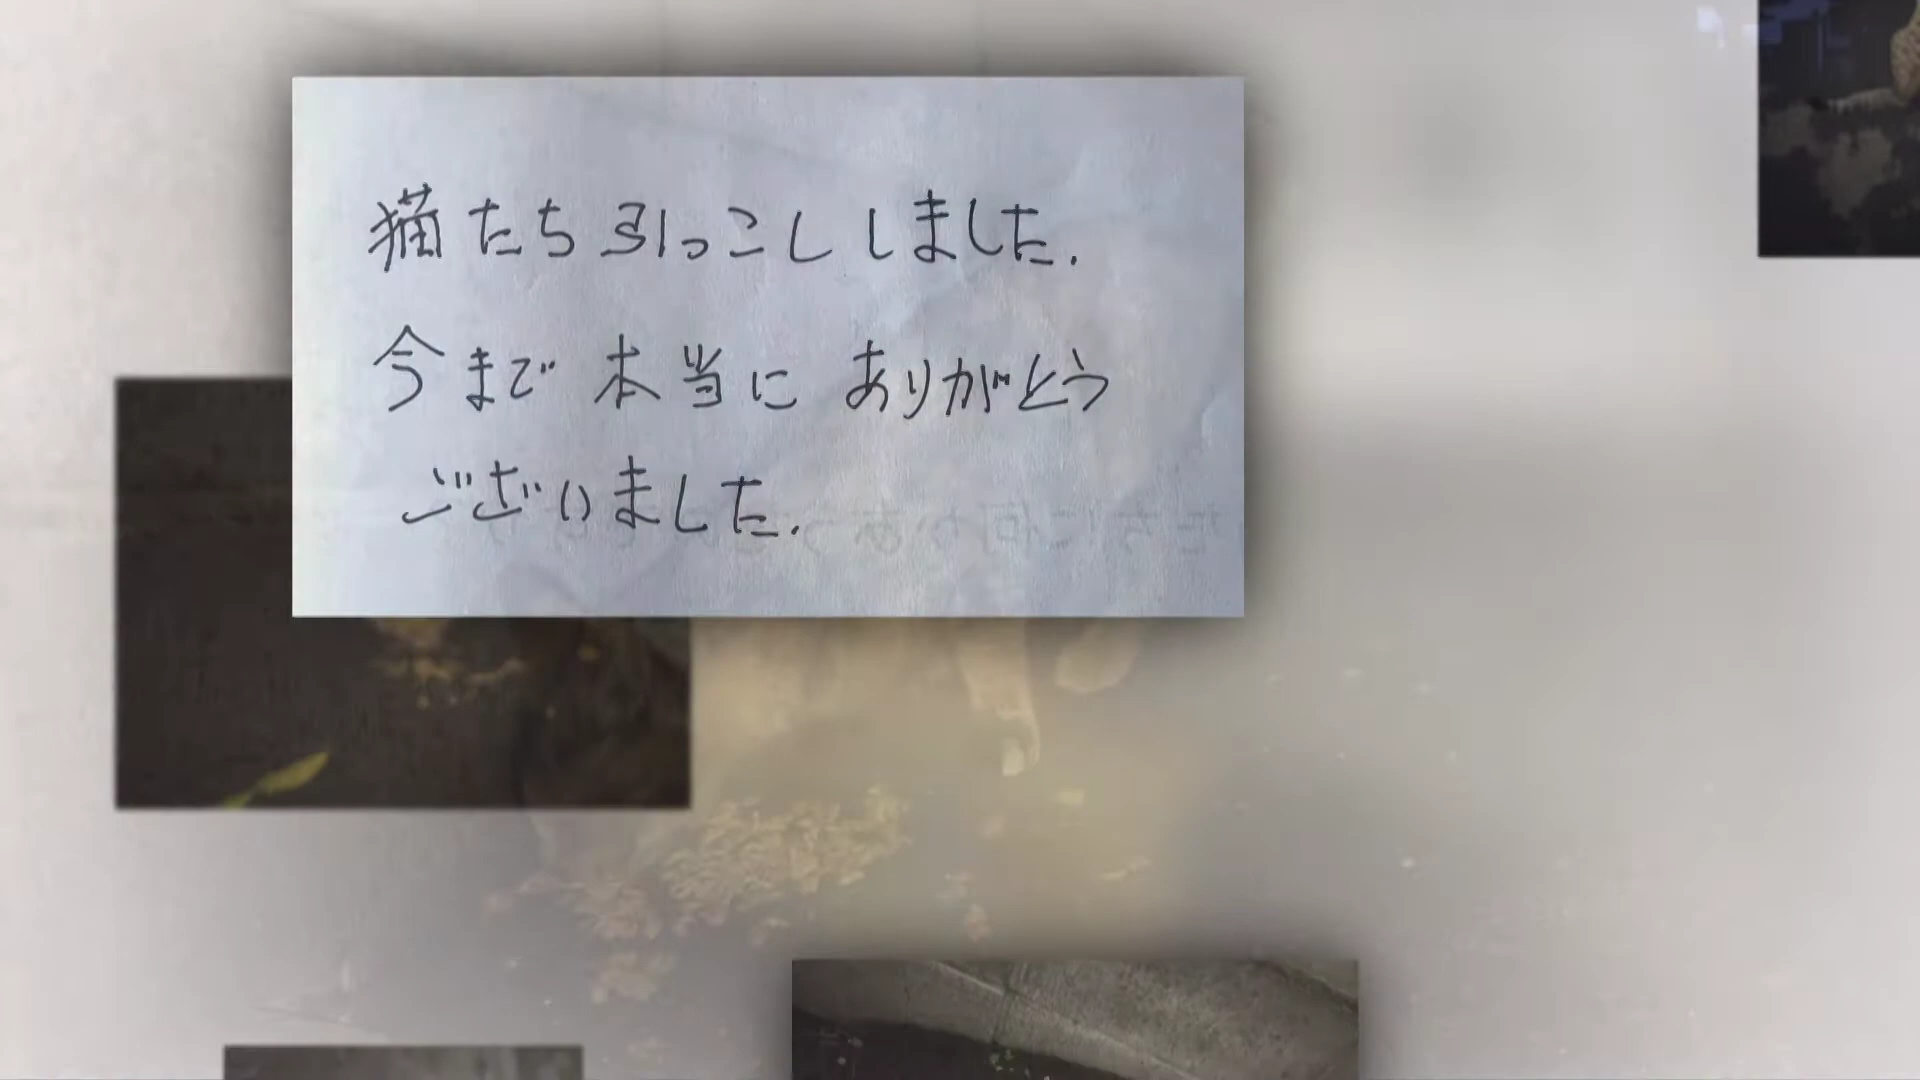 猫たち引っこししました.
今まで本当にありがとう
ございました.